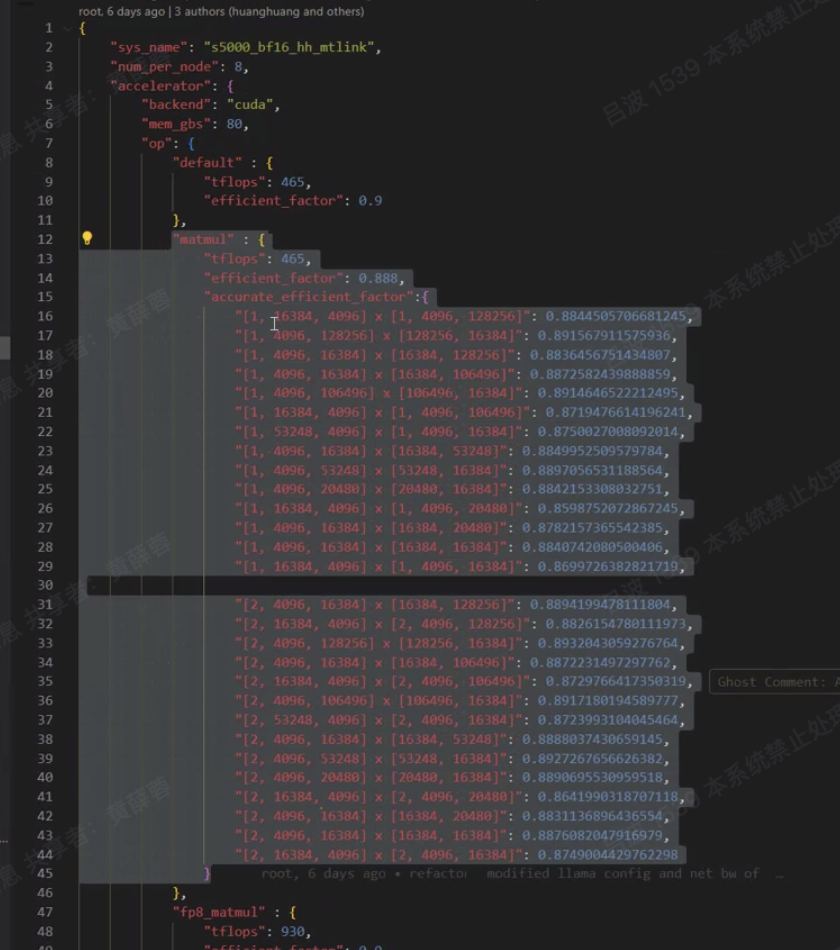 root, 6 days ago | 3 authors (huanghuang and others)
1 {
2 "sys_name": "s5000_bf16_hh_mtlink",
3 "num_per_node": 8,
4 "accelerator": {
5 "backend": "cuda",
6 "mem_gbs": 80,
7 "op": {
8 "default" : {
9 "tflops": 465,
10 "efficient_factor": 0.9
11 },
12 "matmul" : {
13 "tflops": 465,
14 "efficient_factor": 0.888,
15 "accurate_efficient_factor":{
16 "[1, 16384, 4096] x [1, 4096, 128256]": 0.8844505706681245,
17 "[1, 4096, 128256] x [128256, 16384]": 0.891567911575936,
18 "[1, 4096, 16384] x [16384, 128256]": 0.8836456751434807,
19 "[1, 4096, 16384] x [16384, 106496]": 0.8872582439888859,
20 "[1, 4096, 106496] x [106496, 16384]": 0.8914646522212495,
21 "[1, 16384, 4096] x [1, 4096, 106496]": 0.8719476614196241,
22 "[1, 53248, 4096] x [1, 4096, 16384]": 0.8750027008092014,
23 "[1, 4096, 16384] x [16384, 53248]": 0.8849952509579784,
24 "[1, 4096, 53248] x [53248, 16384]": 0.8897056531188564,
25 "[1, 4096, 20480] x [20480, 16384]": 0.8842153308032751,
26 "[1, 16384, 4096] x [1, 4096, 20480]": 0.8598752072867245,
27 "[1, 4096, 16384] x [16384, 20480]": 0.8782157365542385,
28 "[1, 4096, 16384] x [16384, 16384]": 0.8840742080500406,
29 "[1, 16384, 4096] x [1, 4096, 16384]": 0.8699726382821719,
30
31 "[2, 4096, 16384] x [16384, 128256]": 0.8894199478111804,
32 "[2, 16384, 4096] x [2, 4096, 128256]": 0.8826154780111973,
33 "[2, 4096, 128256] x [128256, 16384]": 0.8932043059276764,
34 "[2, 4096, 16384] x [16384, 106496]": 0.8872231497297762,
35 "[2, 16384, 4096] x [2, 4096, 106496]": 0.8729766417350319,
36 "[2, 4096, 106496] x [106496, 16384]": 0.8917180194589777,
37 "[2, 53248, 4096] x [2, 4096, 16384]": 0.8723993104045464,
38 "[2, 4096, 16384] x [16384, 53248]": 0.8888037430659145,
39 "[2, 4096, 53248] x [53248, 16384]": 0.8927267656626382,
40 "[2, 4096, 20480] x [20480, 16384]": 0.8890695530959518,
41 "[2, 16384, 4096] x [2, 4096, 20480]": 0.8641990318707118,
42 "[2, 4096, 16384] x [16384, 20480]": 0.8831136896436554,
43 "[2, 4096, 16384] x [16384, 16384]": 0.8876082047916979,
44 "[2, 16384, 4096] x [2, 4096, 16384]": 0.8749004429762298
45 } root, 6 days ago • refactor modified llama config and net bw of …
Ghost Comment: A
46 },
47 "fp8_matmul" : {
48 "tflops": 930,
49
吕波 1539 本系统禁止处理
共享者：黄薛蓉